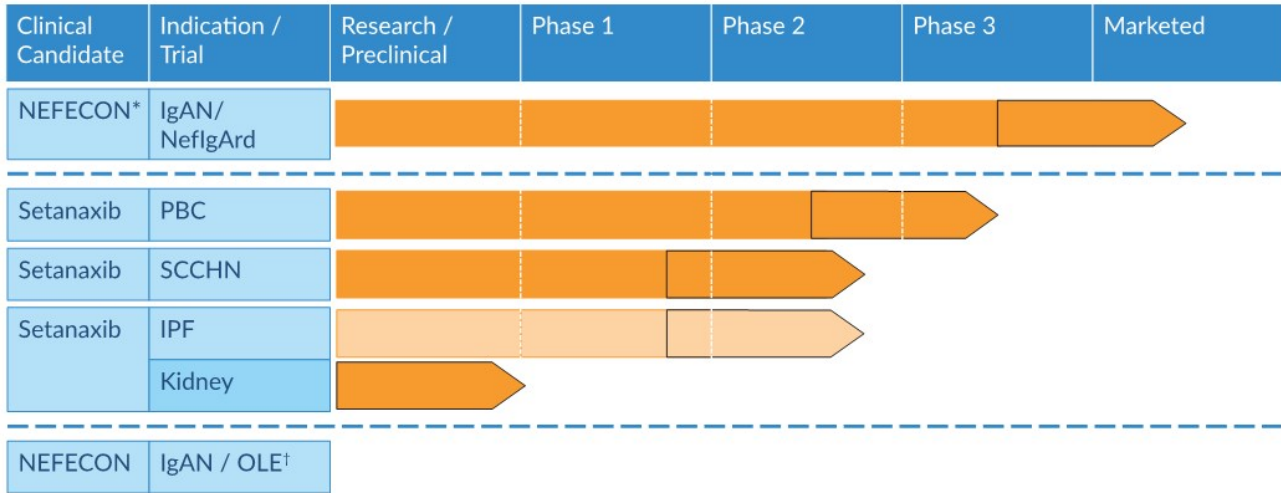 Clinical Candidate
Indication / Trial
Research / Preclinical
Phase 1
Phase 2
Phase 3
Marketed
NEFECON*
IgAN/
NefIgArd
Setanaxib
PBC
Setanaxib
SCCHN
Setanaxib
IPF
Kidney
NEFECON
IgAN / OLE†